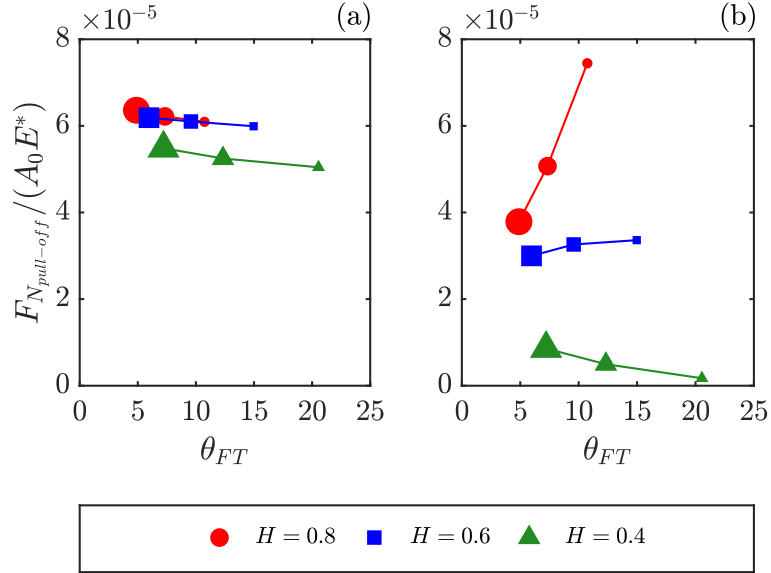 ×10⁻⁵ (a) ×10⁻⁵ (b)
8 8
6 6
4 4
2 2
0 0
F_{N_{pull-off}}/(A_0E^*)
0 5 10 15 20 25 0 5 10 15 20 25
θ_{FT} θ_{FT}
H = 0.8 H = 0.6 H = 0.4